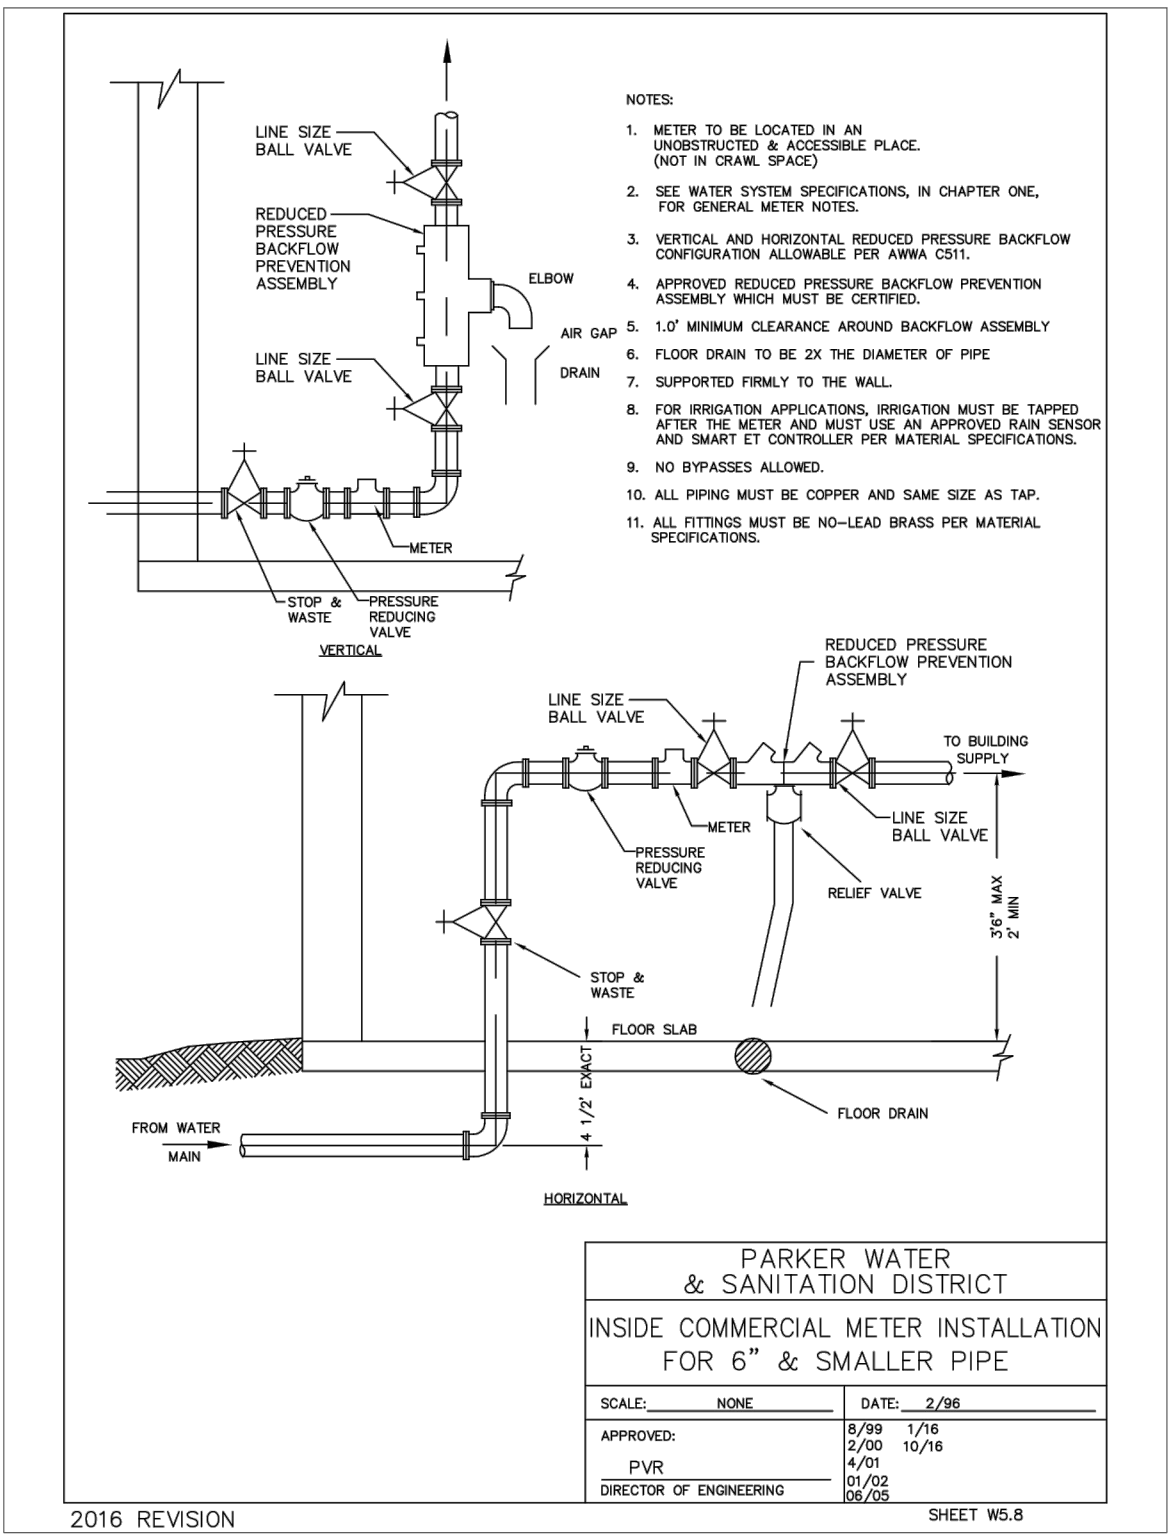 LINE SIZE
BALL VALVE
REDUCED
PRESSURE
BACKFLOW
PREVENTION
ASSEMBLY
ELBOW
AIR GAP
DRAIN
LINE SIZE
BALL VALVE
METER
STOP &
WASTE
PRESSURE
REDUCING
VALVE
VERTICAL
NOTES:
1. METER TO BE LOCATED IN AN
UNOBSTRUCTED & ACCESSIBLE PLACE.
(NOT IN CRAWL SPACE)
2. SEE WATER SYSTEM SPECIFICATIONS, IN CHAPTER ONE,
FOR GENERAL METER NOTES.
3. VERTICAL AND HORIZONTAL REDUCED PRESSURE BACKFLOW
CONFIGURATION ALLOWABLE PER AWWA C511.
4. APPROVED REDUCED PRESSURE BACKFLOW PREVENTION
ASSEMBLY WHICH MUST BE CERTIFIED.
5. 1.0' MINIMUM CLEARANCE AROUND BACKFLOW ASSEMBLY
6. FLOOR DRAIN TO BE 2X THE DIAMETER OF PIPE
7. SUPPORTED FIRMLY TO THE WALL.
8. FOR IRRIGATION APPLICATIONS, IRRIGATION MUST BE TAPPED
AFTER THE METER AND MUST USE AN APPROVED RAIN SENSOR
AND SMART ET CONTROLLER PER MATERIAL SPECIFICATIONS.
9. NO BYPASSES ALLOWED.
10. ALL PIPING MUST BE COPPER AND SAME SIZE AS TAP.
11. ALL FITTINGS MUST BE NO-LEAD BRASS PER MATERIAL
SPECIFICATIONS.
REDUCED PRESSURE
BACKFLOW PREVENTION
ASSEMBLY
LINE SIZE
BALL VALVE
TO BUILDING
SUPPLY
METER
LINE SIZE
BALL VALVE
PRESSURE
REDUCING
VALVE
RELIEF VALVE
3'6" MAX
2' MIN
STOP &
WASTE
FLOOR SLAB
4 1/2' EXACT
FLOOR DRAIN
FROM WATER
MAIN
HORIZONTAL
PARKER WATER
& SANITATION DISTRICT
INSIDE COMMERCIAL METER INSTALLATION
FOR 6" & SMALLER PIPE
SCALE: NONE
DATE: 2/96
APPROVED:
PVR
DIRECTOR OF ENGINEERING
8/99 1/16
2/00 10/16
4/01
01/02
06/05
2016 REVISION
SHEET W5.8